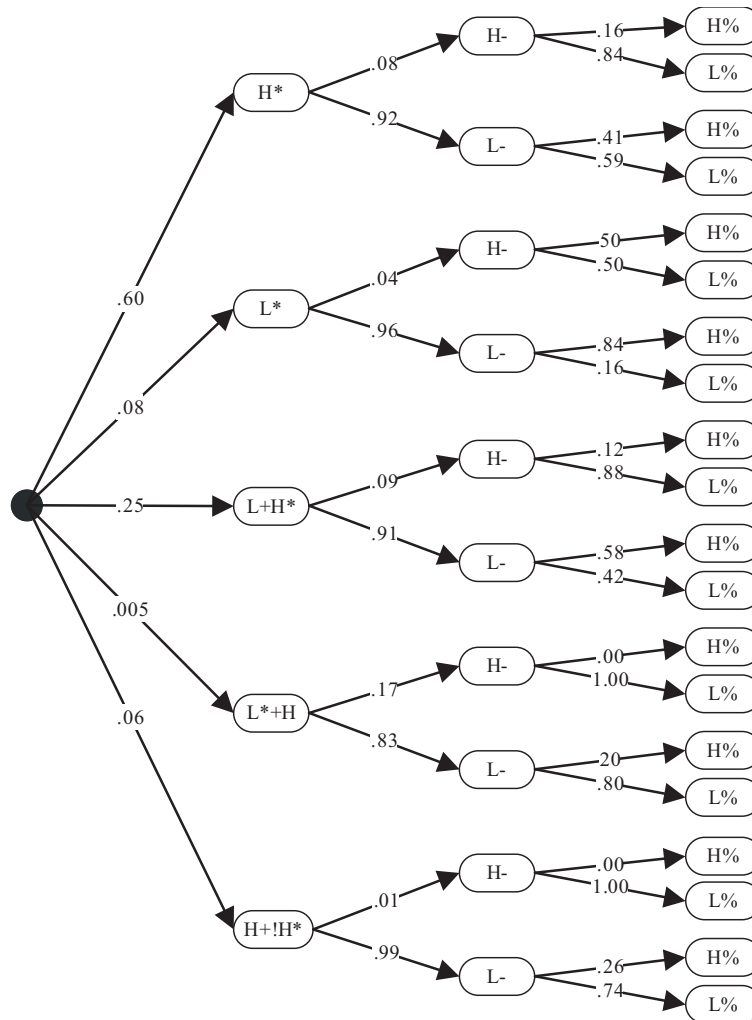 H%
.16
H-
.08
.84
L%
H*
.92
H%
.41
L-
.59
L%
H%
50
H-
.04
.50
L%
.60
L*
.96
H%
.84
L-
.16
L%
.08
H%
.12
H-
.09
.88
L%
.25
L+H*
.91
H%
.58
L-
.42
L%
.005
H%
.00
H-
.17
1.00
L%
.06
L*+H
.83
H%
20
L-
.80
L%
H%
.00
H-
.01
1.00
L%
H+!H*
.99
H%
.26
L-
.74
L%